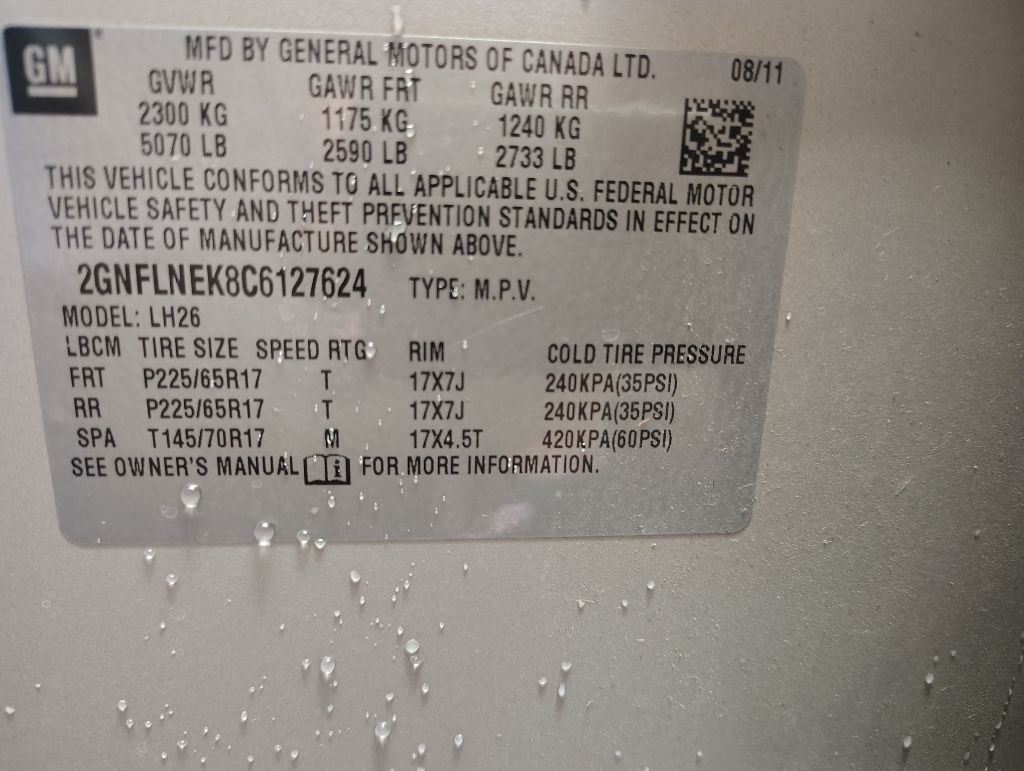 GM
MFD BY GENERAL MOTORS OF CANADA LTD. 08/11
GVWR GAWR FRT GAWR RR
2300 KG 1175 KG 1240 KG
5070 LB 2590 LB 2733 LB
THIS VEHICLE CONFORMS TO ALL APPLICABLE U.S. FEDERAL MOTOR
VEHICLE SAFETY AND THEFT PREVENTION STANDARDS IN EFFECT ON
THE DATE OF MANUFACTURE SHOWN ABOVE.
2GNFLNEK8C6127624 TYPE: M.P.V.
MODEL: LH26
LBCM TIRE SIZE SPEED RTG RIM COLD TIRE PRESSURE
FRT P225/65R17 T 17X7J 240KPA(35PSI)
RR P225/65R17 T 17X7J 240KPA(35PSI)
SPA T145/70R17 M 17X4.5T 420KPA(60PSI)
SEE OWNER'S MANUAL i FOR MORE INFORMATION.